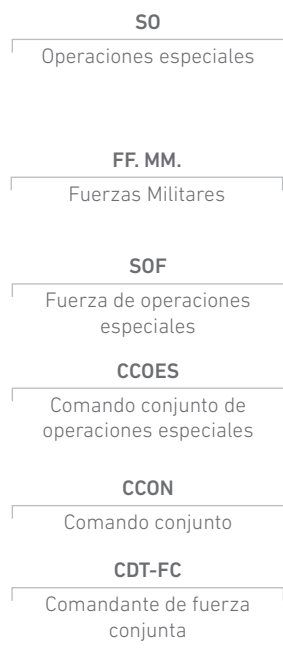 SO
Operaciones especiales
FF. MM.
Fuerzas Militares
SOF
Fuerza de operaciones
especiales
CCOES
Comando conjunto de
operaciones especiales
CCON
Comando conjunto
CDT-FC
Comandante de fuerza
conjunta